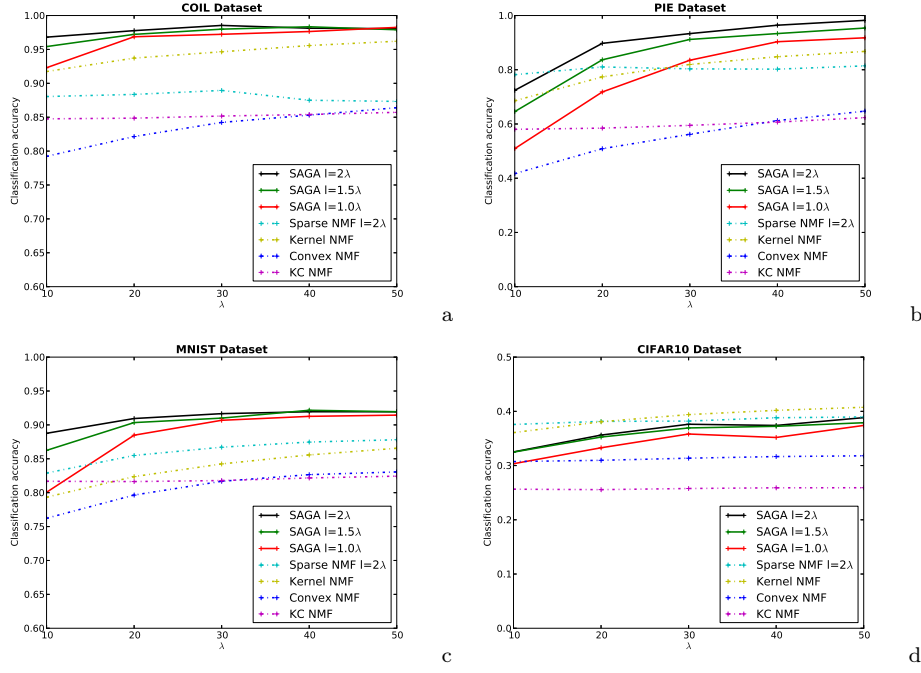 COIL Dataset
Classification accuracy
1.00
0.95
0.90
0.85
0.80
0.75
0.70
0.65
0.60
10 20 30 40 50
λ
SAGA l=2λ
SAGA l=1.5λ
SAGA l=1.0λ
Sparse NMF l=2λ
Kernel NMF
Convex NMF
KC NMF
a
PIE Dataset
Classification accuracy
1.0
0.8
0.6
0.4
0.2
0.0
10 20 30 40 50
λ
SAGA l=2λ
SAGA l=1.5λ
SAGA l=1.0λ
Sparse NMF l=2λ
Kernel NMF
Convex NMF
KC NMF
b
MNIST Dataset
Classification accuracy
1.00
0.95
0.90
0.85
0.80
0.75
0.70
0.65
0.60
10 20 30 40 50
λ
SAGA l=2λ
SAGA l=1.5λ
SAGA l=1.0λ
Sparse NMF l=2λ
Kernel NMF
Convex NMF
KC NMF
c
CIFAR10 Dataset
Classification accuracy
0.5
0.4
0.3
0.2
0.1
0.0
10 20 30 40 50
λ
SAGA l=2λ
SAGA l=1.5λ
SAGA l=1.0λ
Sparse NMF l=2λ
Kernel NMF
Convex NMF
KC NMF
d